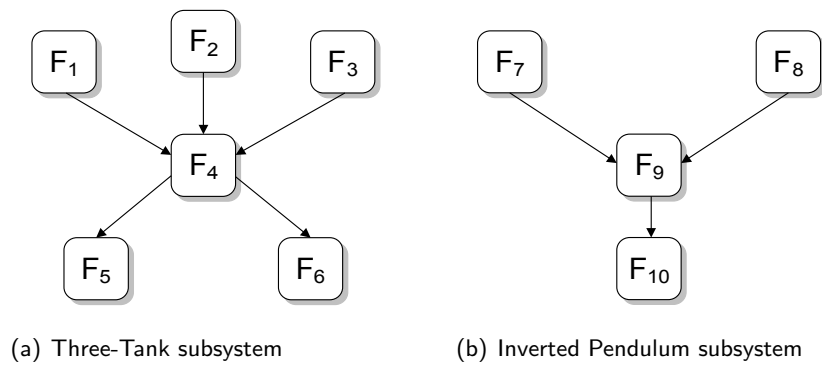 F1 F2 F3 F7 F8
F4 F9
F5 F6 F10
(a) Three-Tank subsystem (b) Inverted Pendulum subsystem